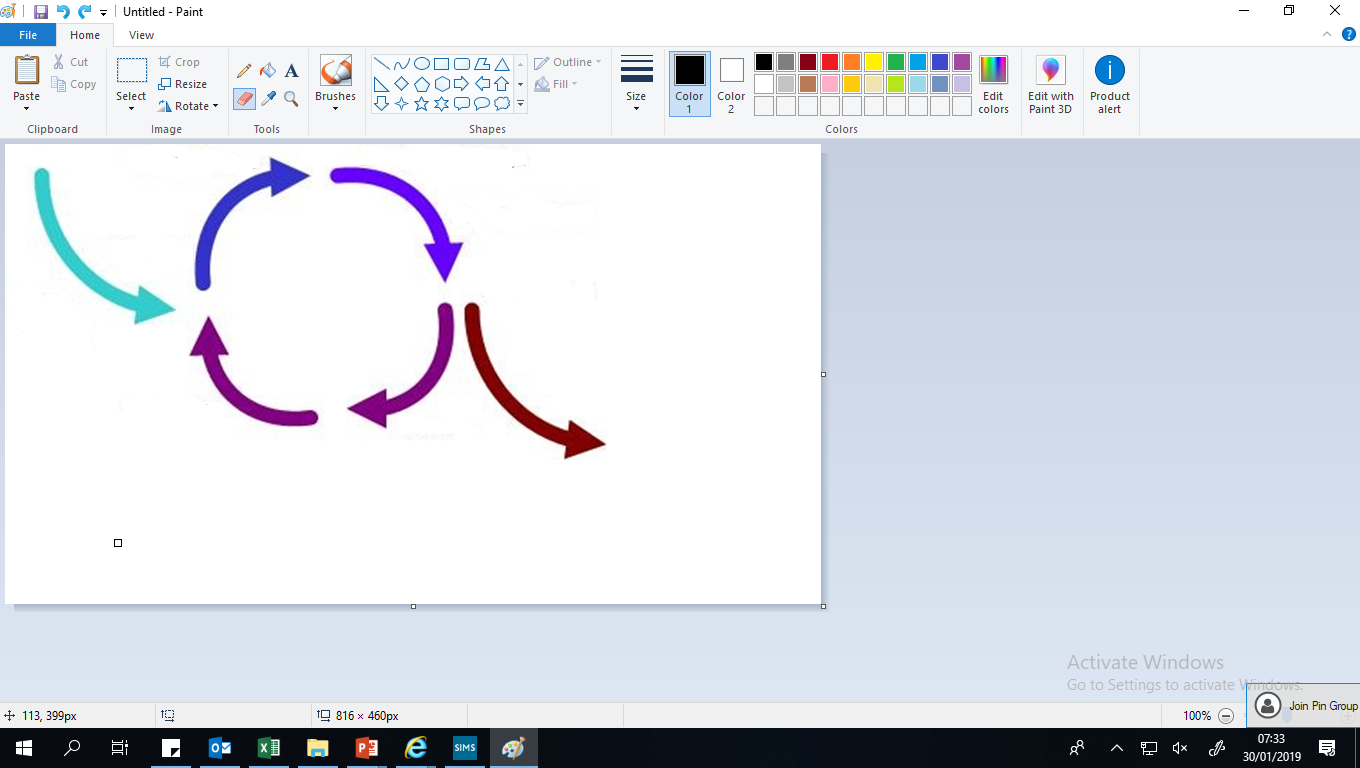 Untitled - Paint
File Home View
Paste
Cut
Copy
Clipboard
Select
Crop
Resize
Rotate
Image
A
Tools
Brushes
Shapes
Outline
Fill
Size
Color 1
Color 2
Colors
Edit colors
Edit with Paint 3D
Product alert
Activate Windows
Go to Settings to activate Windows.
Join Pin Group
113, 399px
816 × 460px
100%
SIMS
07:33
30/01/2019